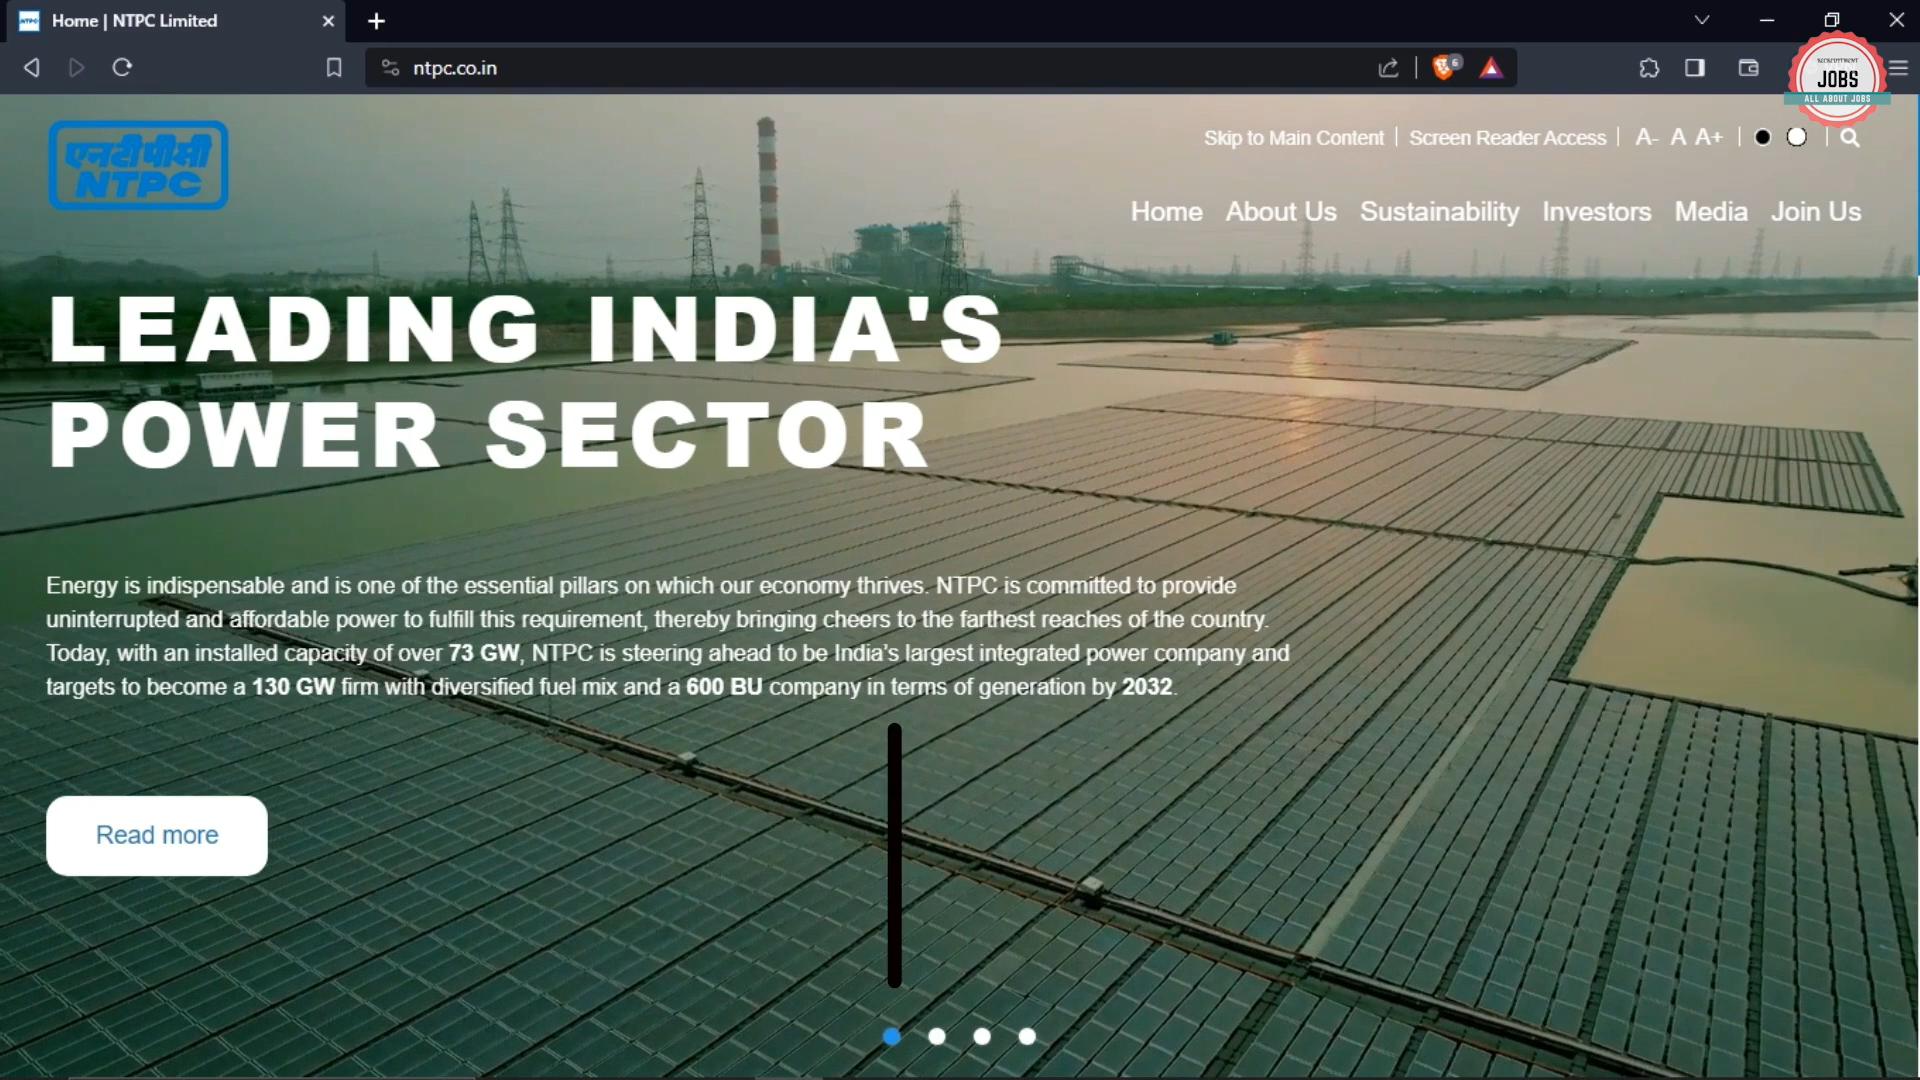 Home | NTPC Limited
ntpc.co.in
6
RECRUITMENT
JOBS
ALL ABOUT JOBS
एनटीपीसी
NTPC
Skip to Main Content | Screen Reader Access | A- A A+
Home About Us Sustainability Investors Media Join Us
LEADING INDIA'S
POWER SECTOR
Energy is indispensable and is one of the essential pillars on which our economy thrives. NTPC is committed to provide
uninterrupted and affordable power to fulfill this requirement, thereby bringing cheers to the farthest reaches of the country.
Today, with an installed capacity of over 73 GW, NTPC is steering ahead to be India's largest integrated power company and
targets to become a 130 GW firm with diversified fuel mix and a 600 BU company in terms of generation by 2032.
Read more